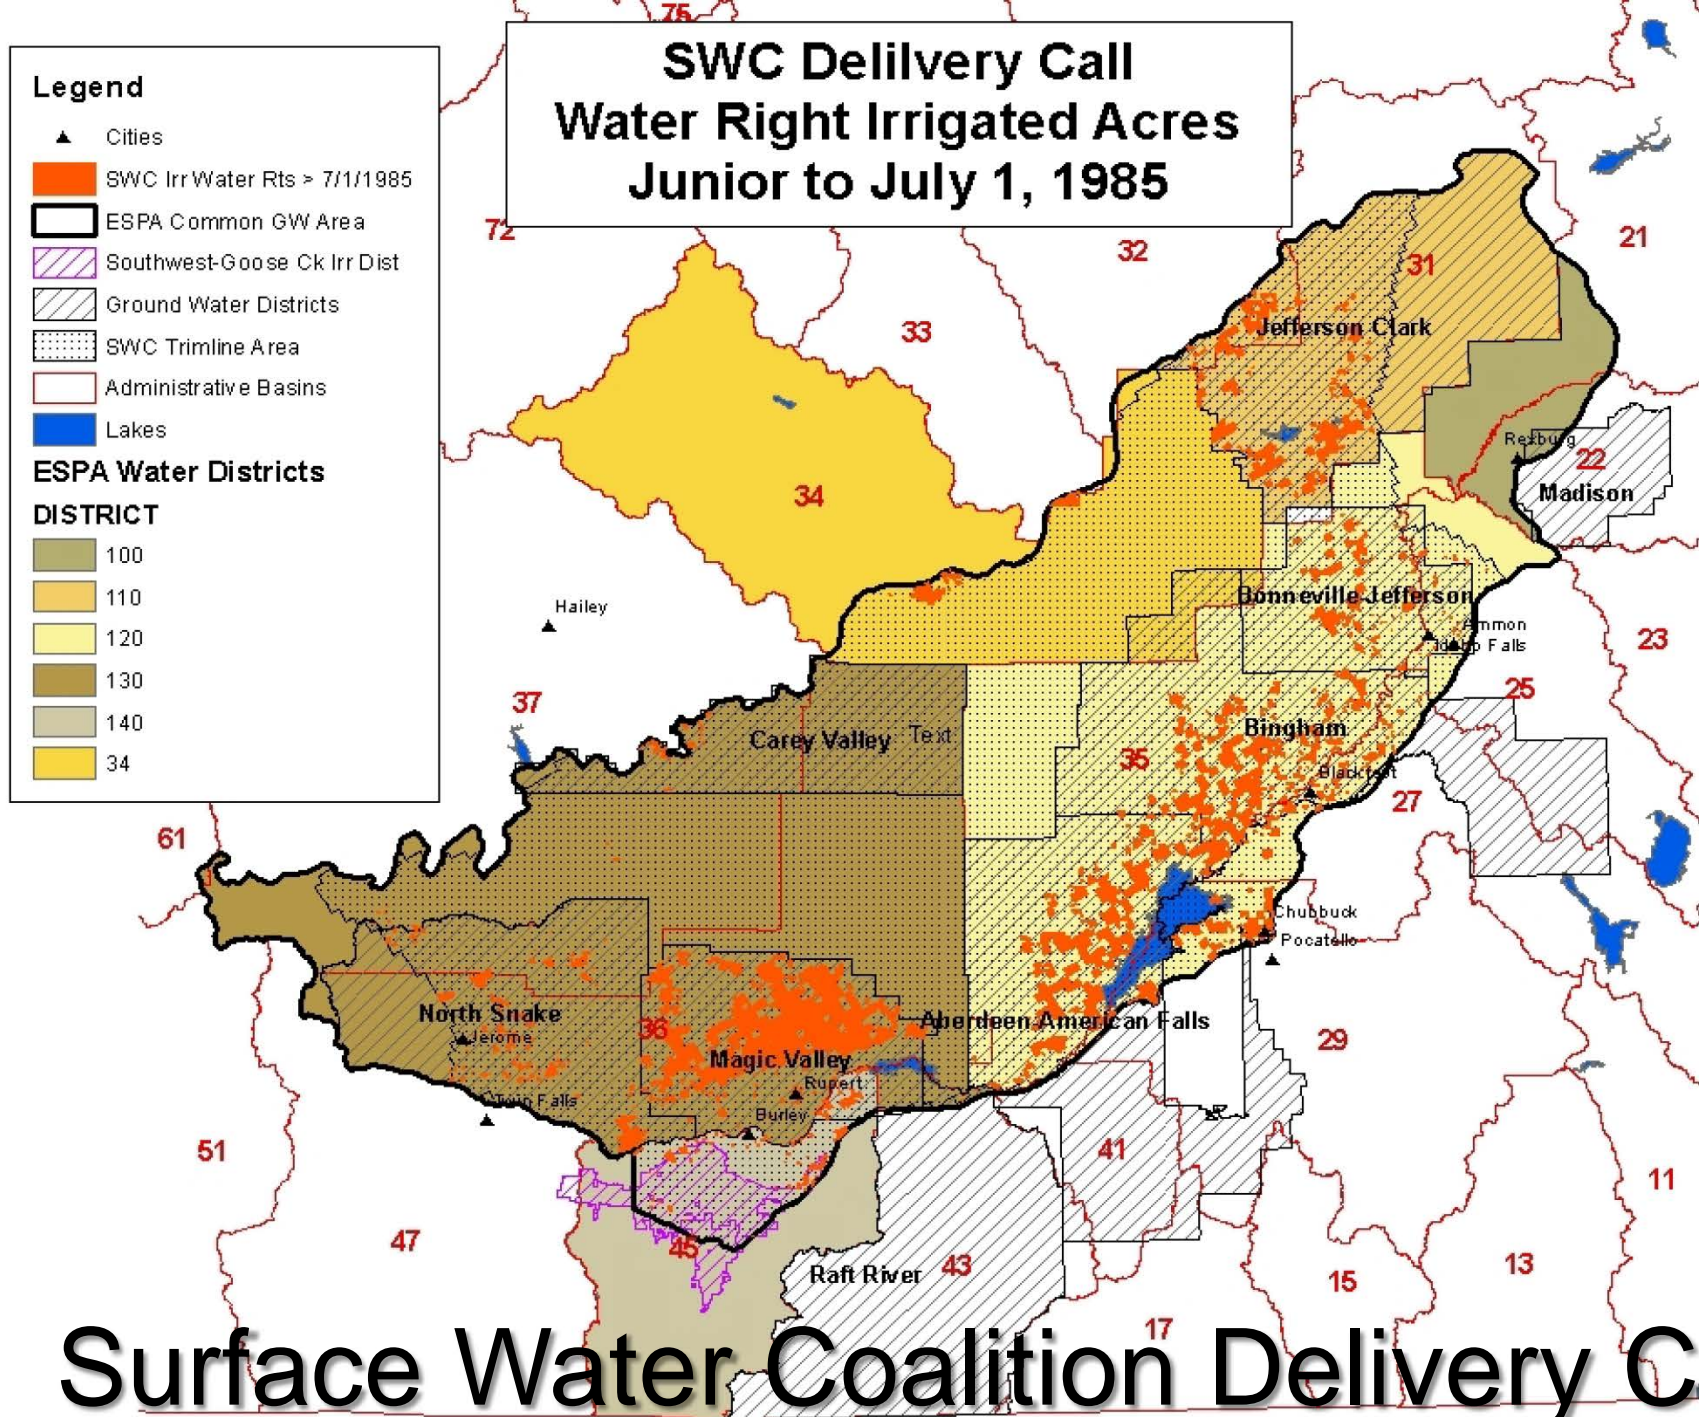 75
SWC Delilvery Call
Water Right Irrigated Acres
Junior to July 1, 1985
Legend
Cities
SWC Irr Water Rts > 7/1/1985
ESPA Common GW Area
Southwest-Goose Ck Irr Dist
Ground Water Districts
SWC Trimline Area
Administrative Basins
Lakes
ESPA Water Districts
DISTRICT
100
110
120
130
140
34
72
32
21
31
33
Jefferson Clark
Rexburg
22
Madison
34
Bonneville-Jefferson
Hailey
Ammon
Idaho Falls
23
25
37
Bingham
Carey Valley
Text
35
Blackfoot
27
61
Chubbuck
Pocatello
North Snake
Aberdeen American Falls
36
Jerome
29
Magic Valley
Rupert
Twin Falls
Burley
51
41
11
47
45
43
13
Raft River
15
17
Surface Water Coalition Delivery C